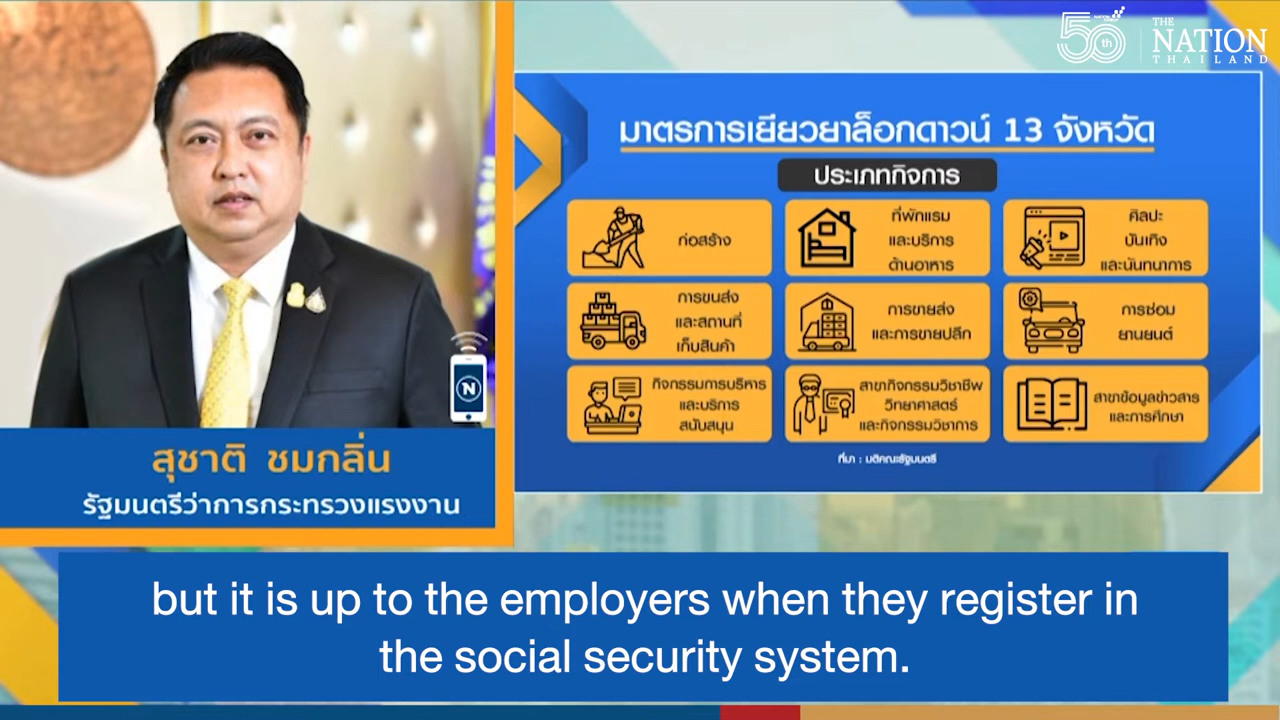 50th
NATION GROUP
THE
NATION
THAILAND
มาตรการเยียวยาล็อกดาวน์ 13 จังหวัด
ประเภทกิจการ
ก่อสร้าง
ที่พักแรม
และบริการ
ด้านอาหาร
ศิลปะ
บันเทิง
และนันทนาการ
การขนส่ง
และสถานที่
เก็บสินค้า
การขายส่ง
และการขายปลีก
การซ่อม
ยานยนต์
กิจกรรมการบริหาร
และบริการ
สนับสนุน
สาขากิจกรรมวิชาชีพ
วิทยาศาสตร์
และกิจกรรมวิชาการ
สาขาข้อมูลข่าวสาร
และการศึกษา
ที่มา : มติคณะรัฐมนตรี
N
สุชาติ ชมกลิ่น
รัฐมนตรีว่าการกระทรวงแรงงาน
but it is up to the employers when they register in
the social security system.